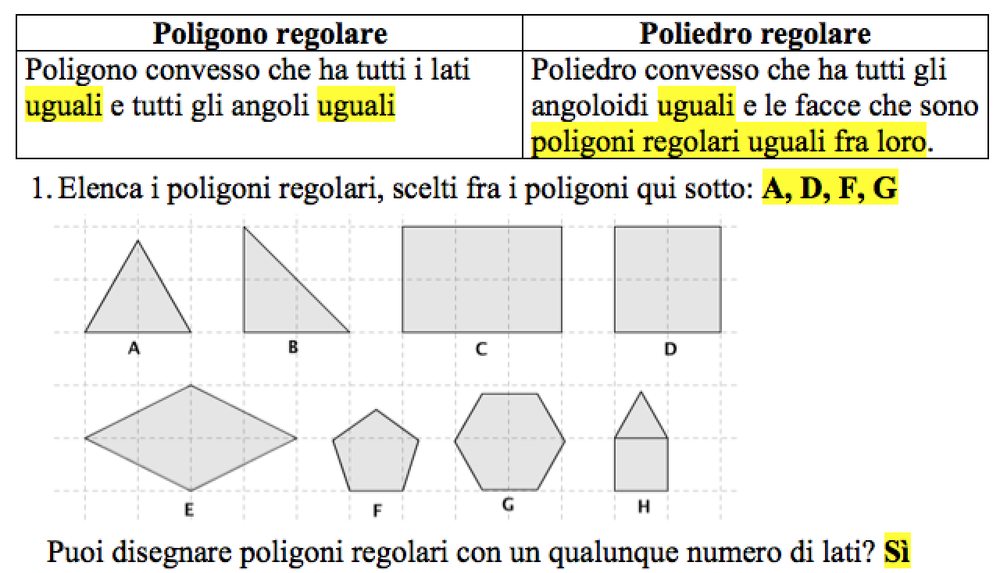 Poligono regolare
Poliedro regolare
Poligono convesso che ha tutti i lati
uguali e tutti gli angoli uguali
Poliedro convesso che ha tutti gli
angoloidi uguali e le facce che sono
poligoni regolari uguali fra loro.
1. Elenca i poligoni regolari, scelti fra i poligoni qui sotto: A, D, F, G
A B C D
E F G H
Puoi disegnare poligoni regolari con un qualunque numero di lati? Sì